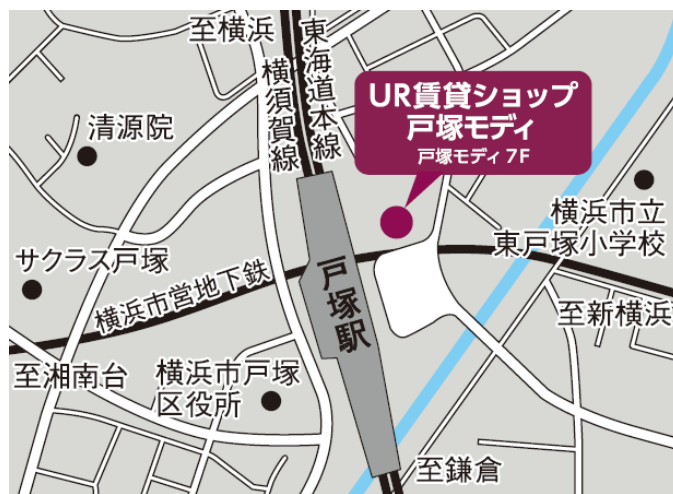 至横浜
東海道本線
横須賀線
UR賃貸ショップ
戸塚モディ
戸塚モディ 7F
清源院
横浜市立
東戸塚小学校
サクラス戸塚
横浜市営地下鉄
戸塚駅
至新横浜
至湘南台
横浜市戸塚
区役所
至鎌倉